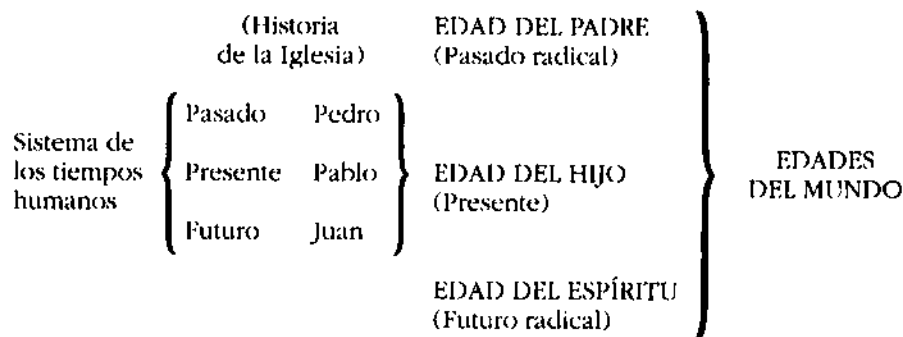 (Historia
de la Iglesia)
EDAD DEL PADRE
(Pasado radical)
Sistema de
los tiempos
humanos
Pasado Pedro
Presente Pablo
Futuro Juan
EDAD DEL HIJO
(Presente)
EDAD DEL ESPÍRITU
(Futuro radical)
EDADES
DEL MUNDO